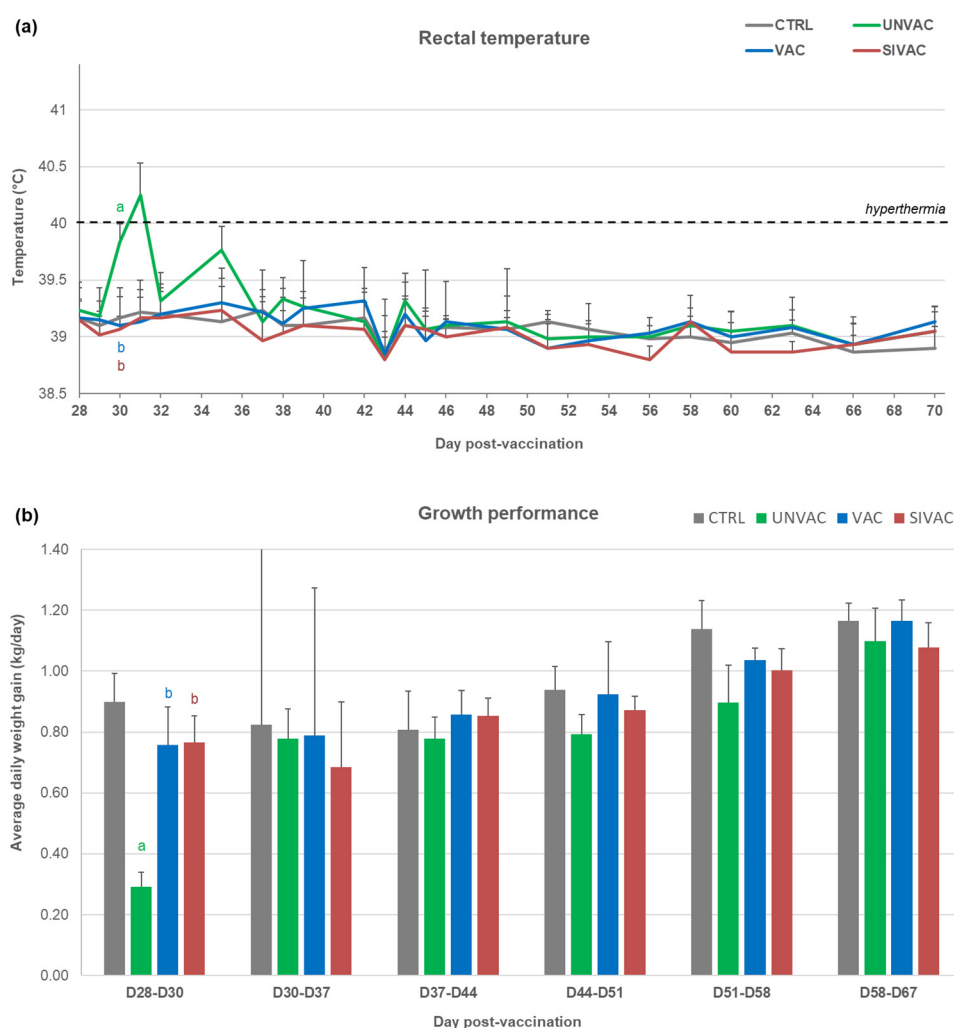 (a)
Rectal temperature
CTRL UNVAC
VAC SIVAC
Temperature (°C)
41
40.5
40
39.5
39
38.5
a
hyperthermia
b
b
28 30 32 34 36 38 40 42 44 46 48 50 52 54 56 58 60 62 64 66 68 70
Day post-vaccination
(b)
Growth performance
CTRL UNVAC VAC SIVAC
Average daily weight gain (kg/day)
1.40
1.20
1.00
0.80
0.60
0.40
0.20
0.00
a
b
b
D28-D30 D30-D37 D37-D44 D44-D51 D51-D58 D58-D67
Day post-vaccination